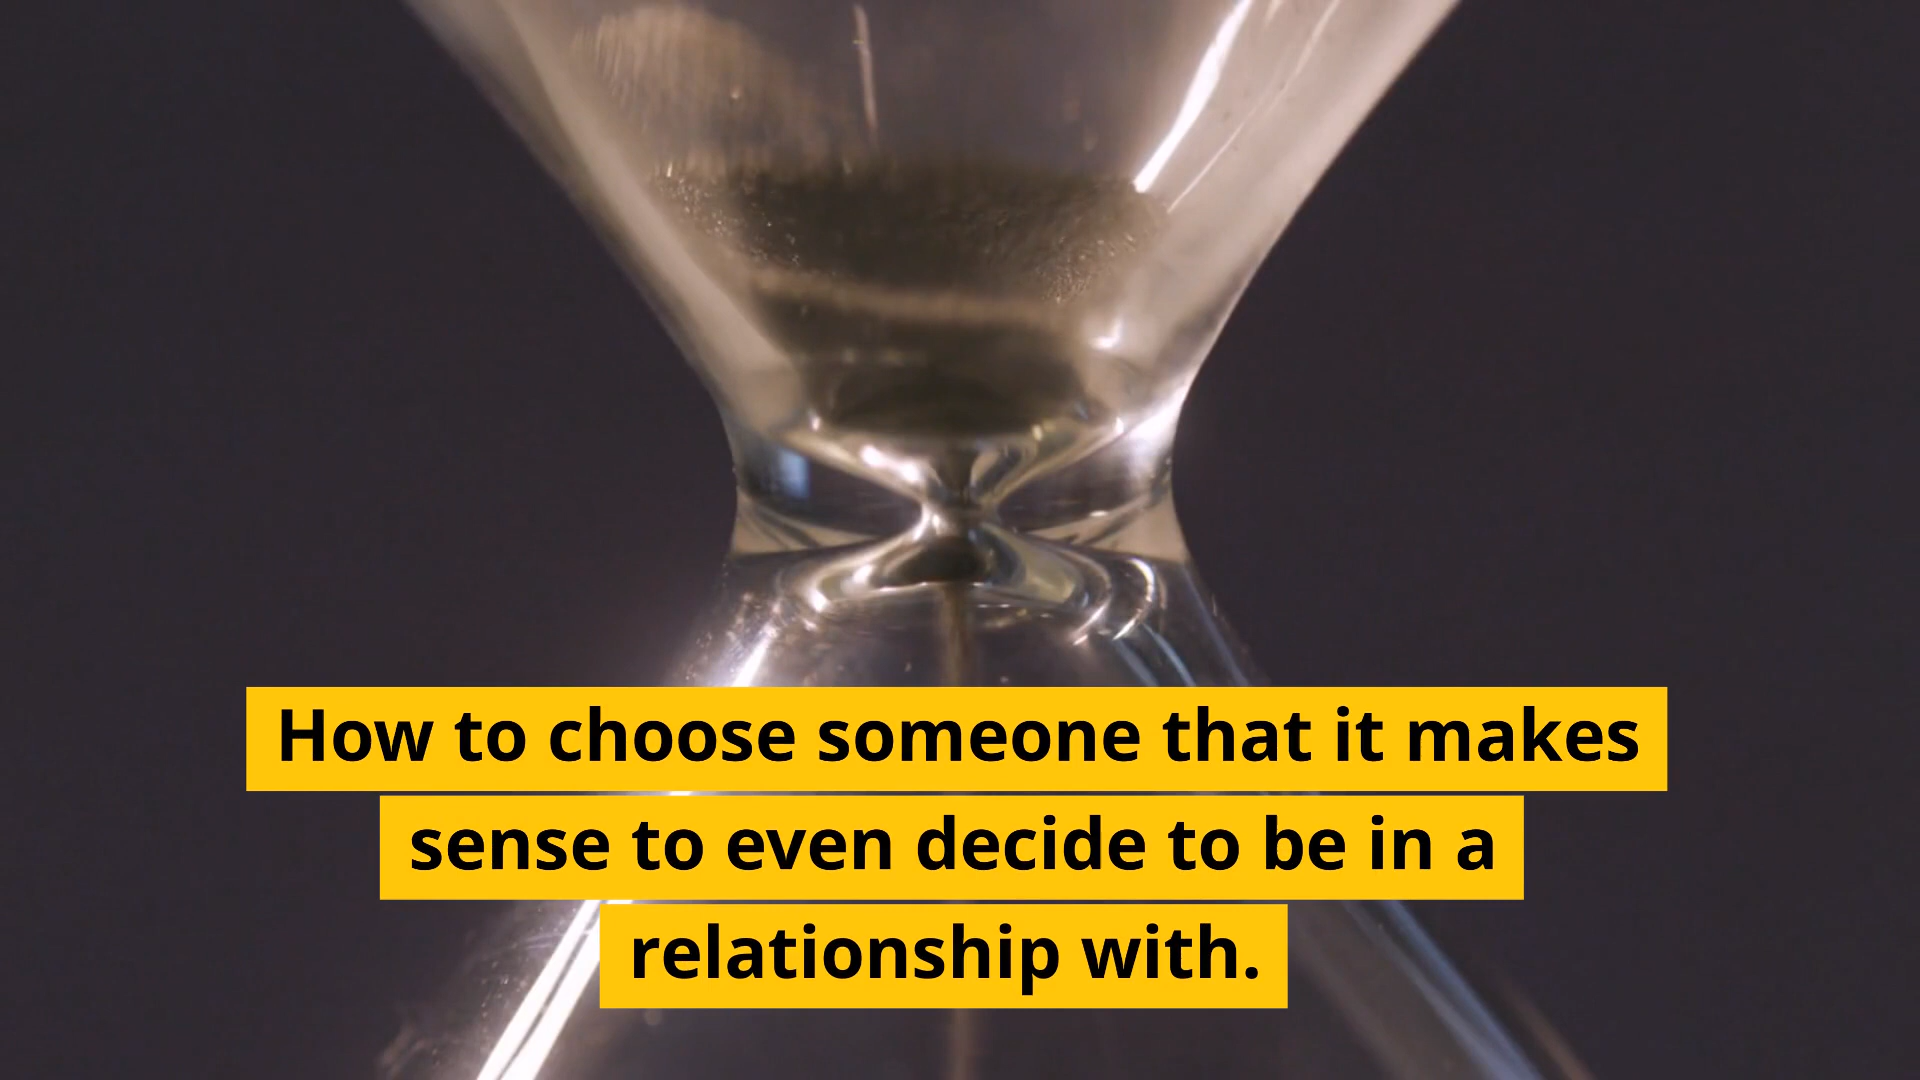 How to choose someone that it makes
sense to even decide to be in a
relationship with.